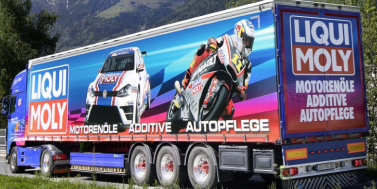 LIQUI
MOLY
MOTORENÖLE ADDITIVE AUTOPFLEGE
LIQUI
MOLY
MOTORENÖLE
ADDITIVE
AUTOPFLEGE